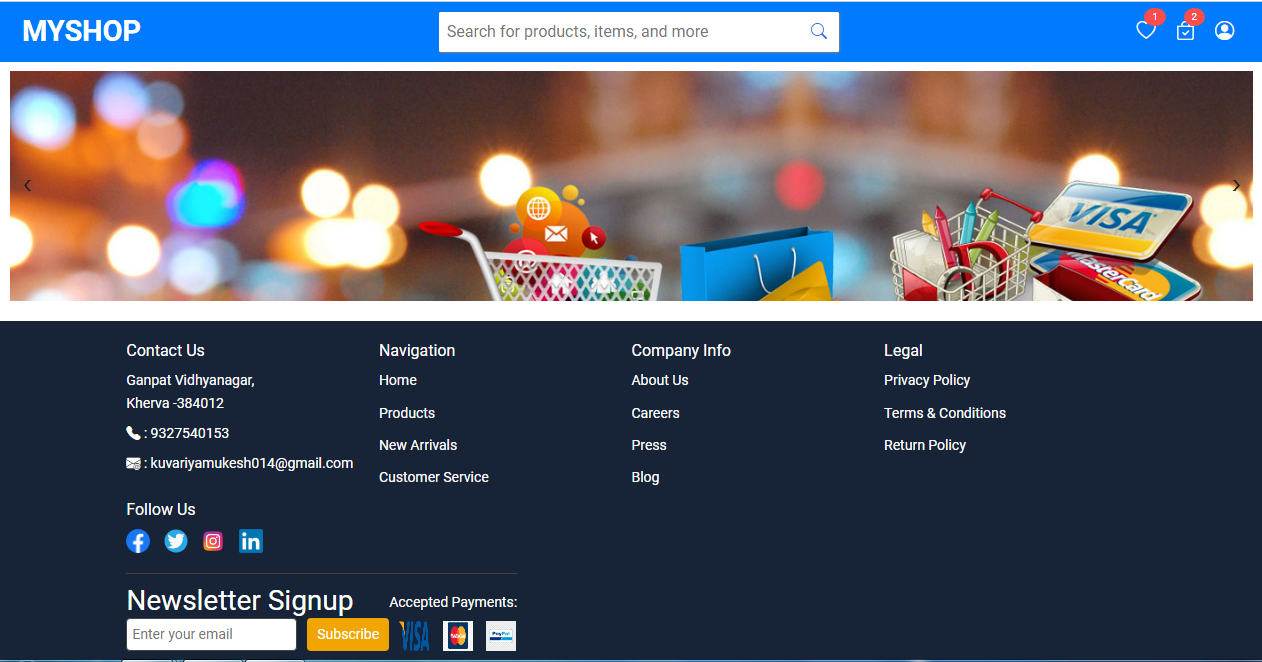 MYSHOP
Search for products, items, and more
1
2
VISA
MasterCard
Contact Us
Ganpat Vidhyanagar,
Kherva -384012
: 9327540153
: kuvariyamukesh014@gmail.com
Follow Us
Navigation
Home
Products
New Arrivals
Customer Service
Company Info
About Us
Careers
Press
Blog
Legal
Privacy Policy
Terms & Conditions
Return Policy
Newsletter Signup
Enter your email
Subscribe
Accepted Payments:
VISA
MasterCard
PayPal